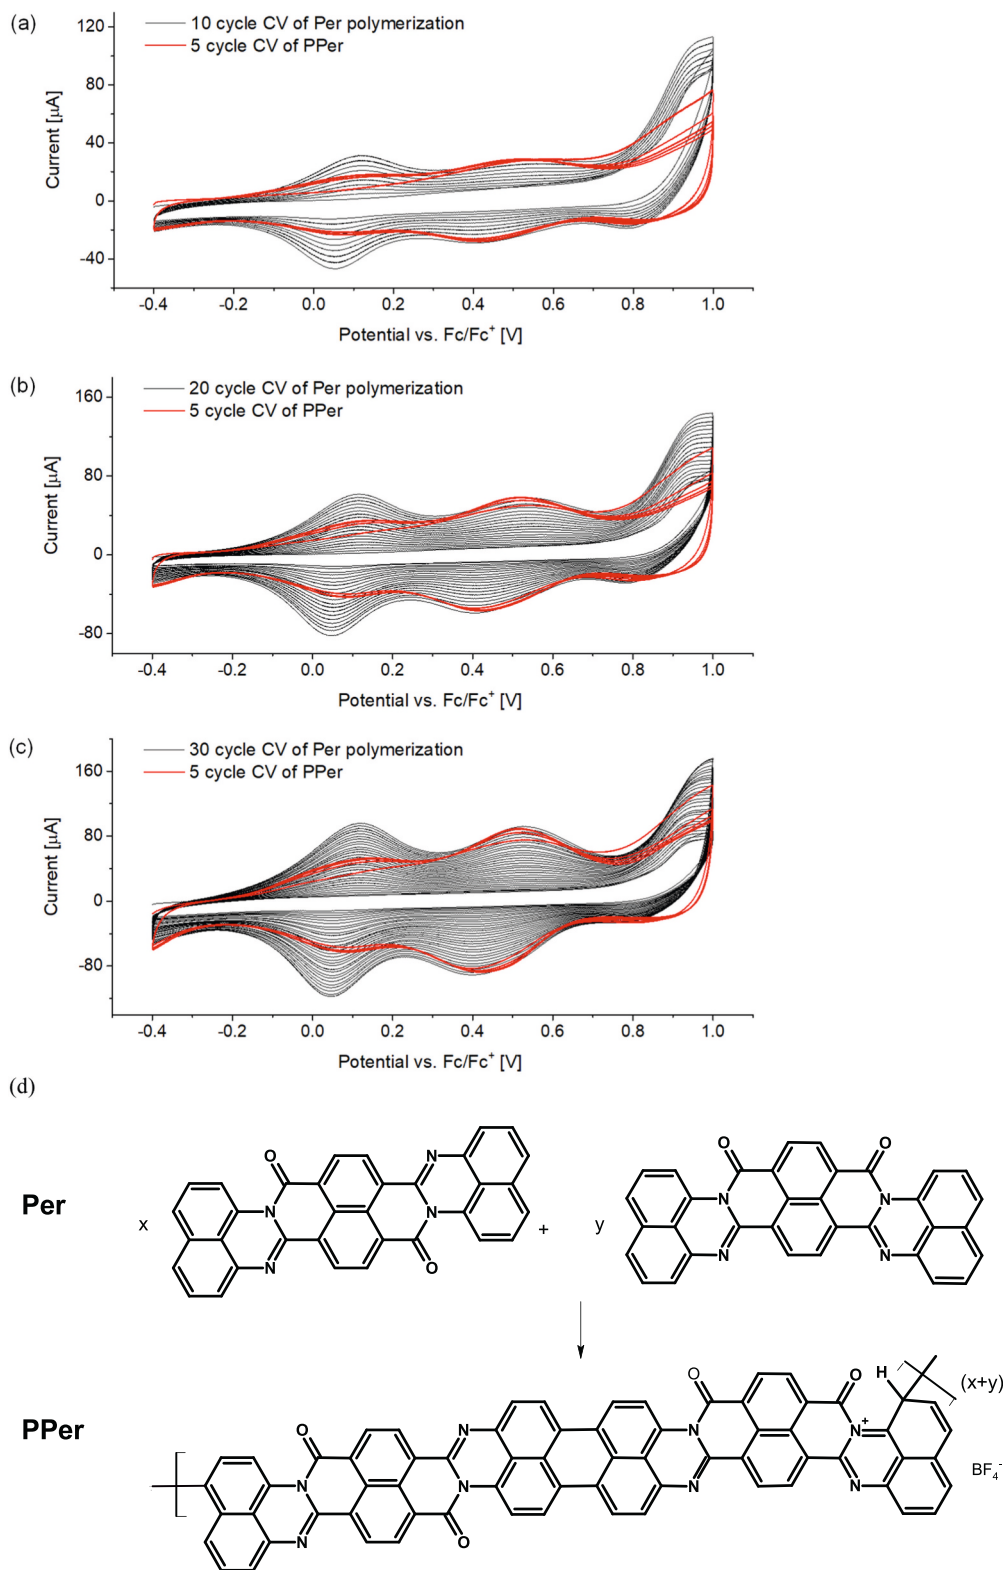 (a)
10 cycle CV of Per polymerization
5 cycle CV of PPer
120
80
40
0
-40
Current [µA]
-0.4 -0.2 0.0 0.2 0.4 0.6 0.8 1.0
Potential vs. Fc/Fc⁺ [V]
(b)
20 cycle CV of Per polymerization
5 cycle CV of PPer
160
80
0
-80
Current [µA]
-0.4 -0.2 0.0 0.2 0.4 0.6 0.8 1.0
Potential vs. Fc/Fc⁺ [V]
(c)
30 cycle CV of Per polymerization
5 cycle CV of PPer
160
80
0
-80
Current [µA]
-0.4 -0.2 0.0 0.2 0.4 0.6 0.8 1.0
Potential vs. Fc/Fc⁺ [V]
(d)
O N O O
Per x N N + y N N
N O N N
H (x+y)
O O
PPer O N N N⁺
N N N N BF₄⁻
N O